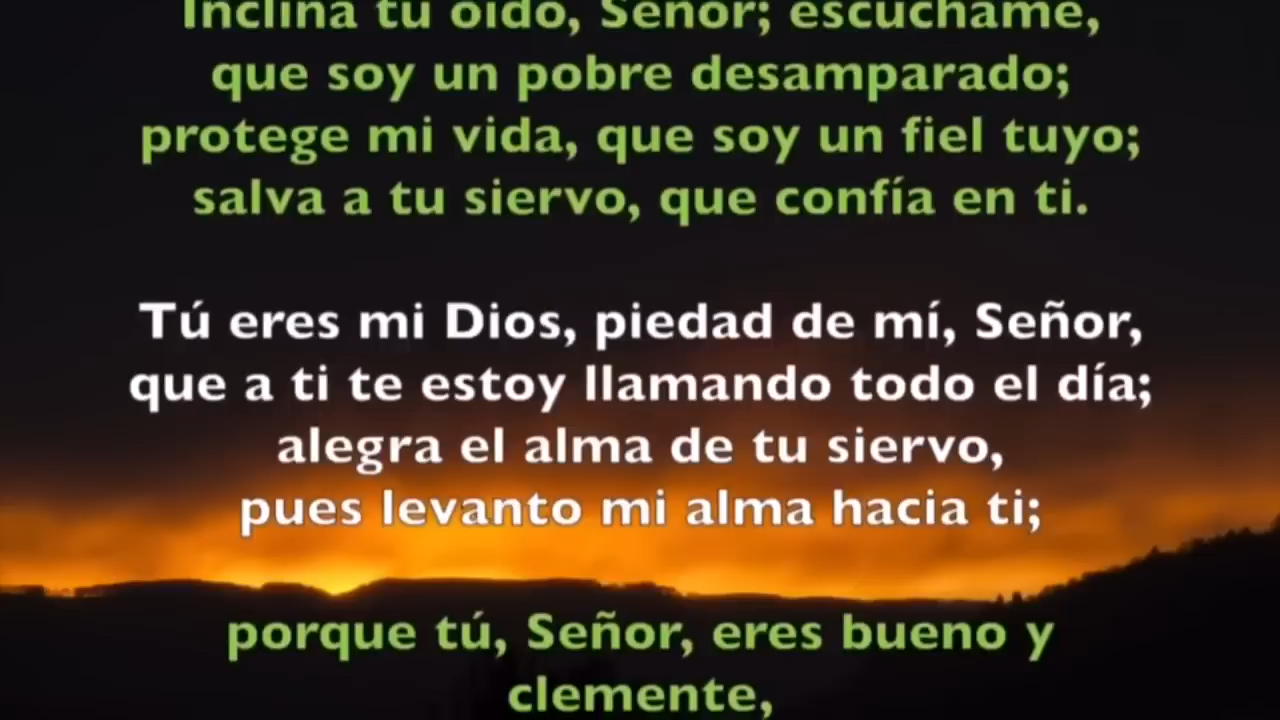 Inclina tu oído, Señor; escúchame,
que soy un pobre desamparado;
protege mi vida, que soy un fiel tuyo;
salva a tu siervo, que confía en ti.
Tú eres mi Dios, piedad de mí, Señor,
que a ti te estoy llamando todo el día;
alegra el alma de tu siervo,
pues levanto mi alma hacia ti;
porque tú, Señor, eres bueno y
clemente,